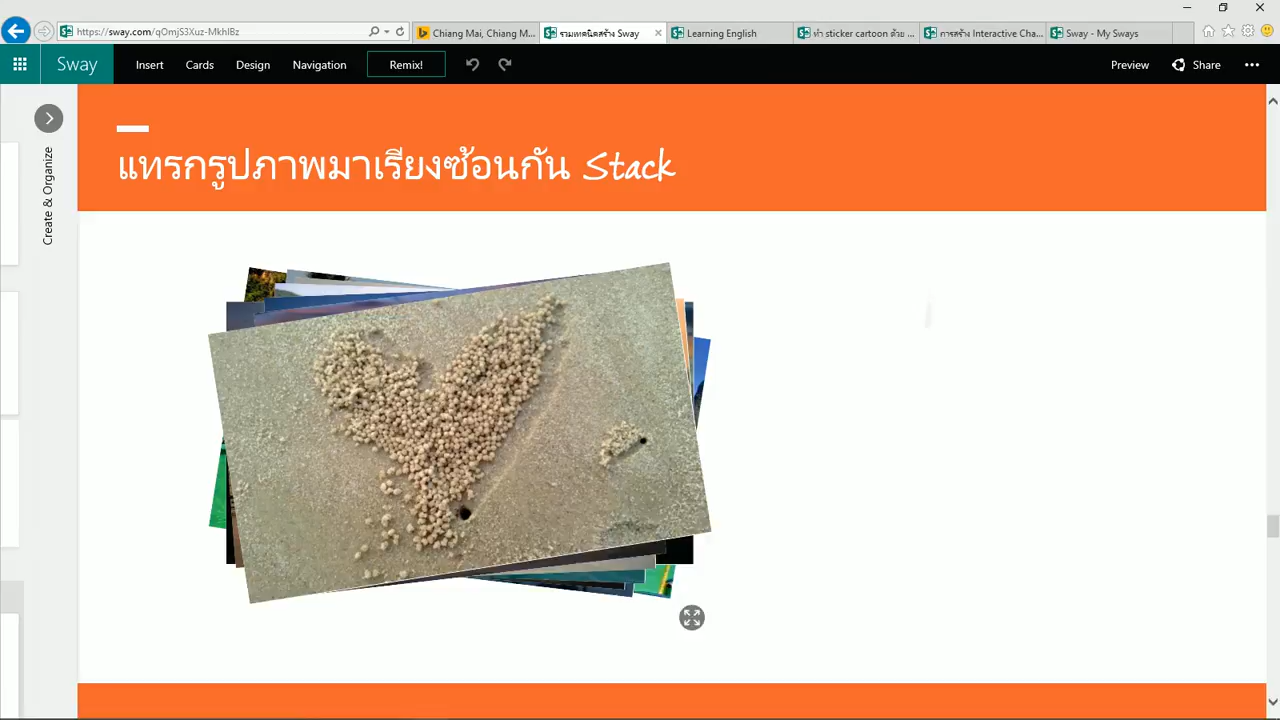 https://sway.com/qOmjS3Xuz-MkhlBz
Chiang Mai, Chiang M...
รวมเทคนิคสร้าง Sway
Learning English
ทำ sticker cartoon ด้วย ...
การสร้าง Interactive Cha...
Sway - My Sways
Sway
Insert
Cards
Design
Navigation
Remix!
Preview
Share
Create & Organize
แทรกรูปภาพมาเรียงซ้อนกัน Stack